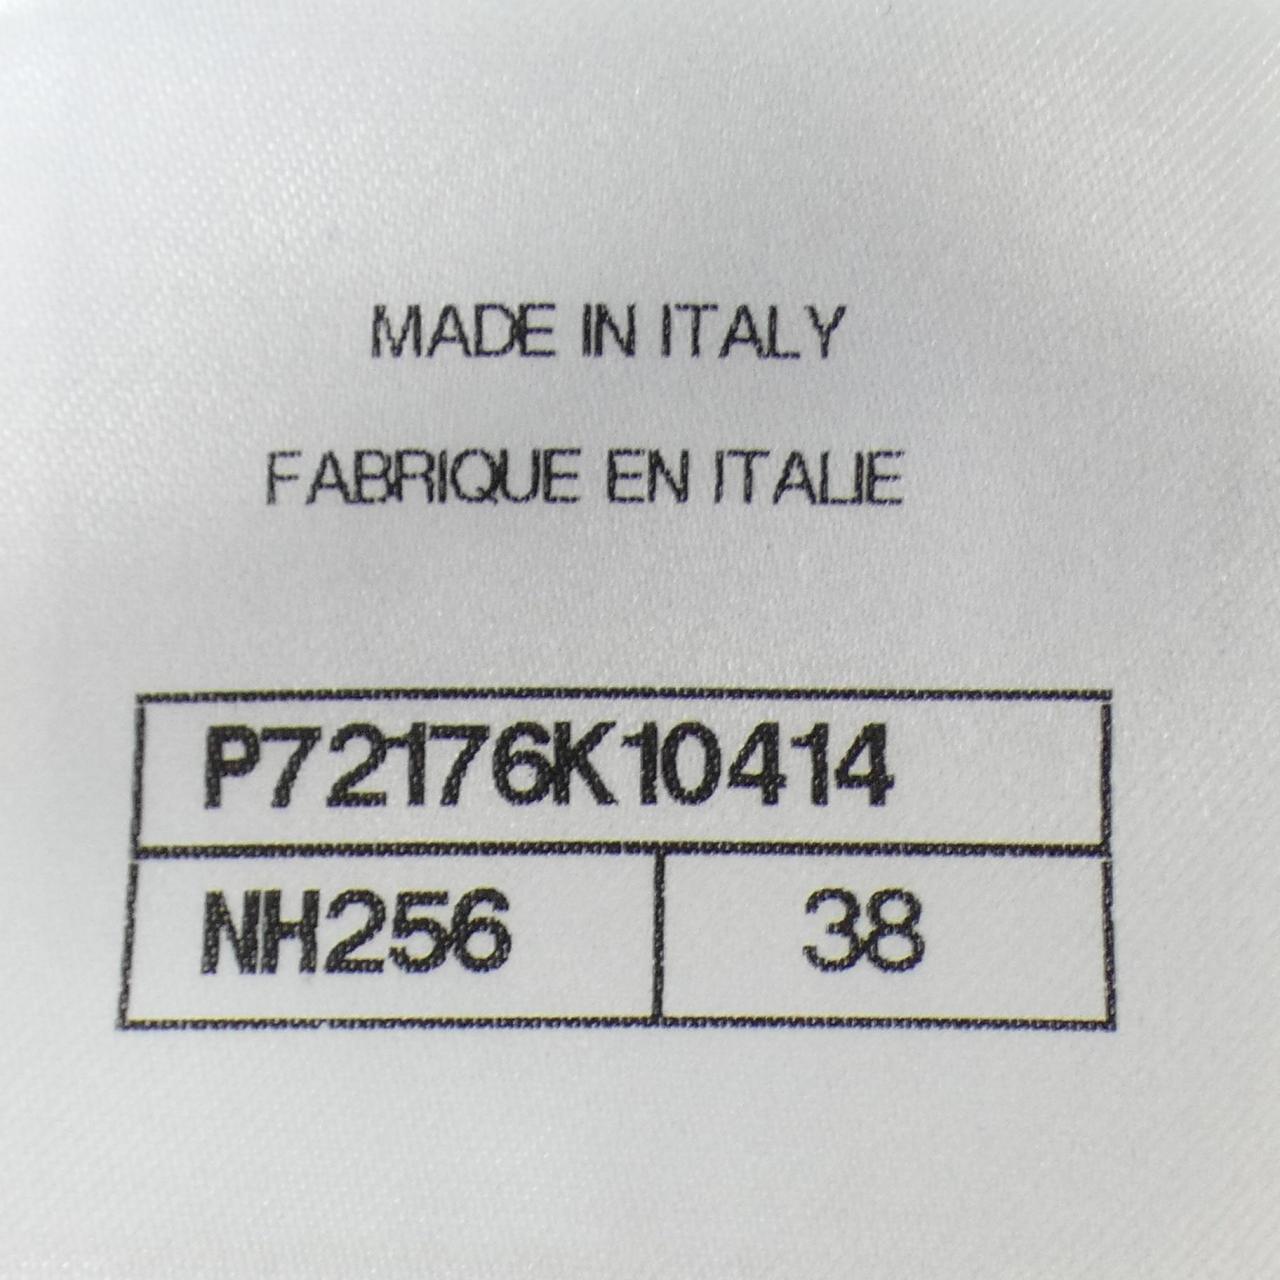 MADE IN ITALY
FABRIQUE EN ITALIE
P72176K10414
NH256 38